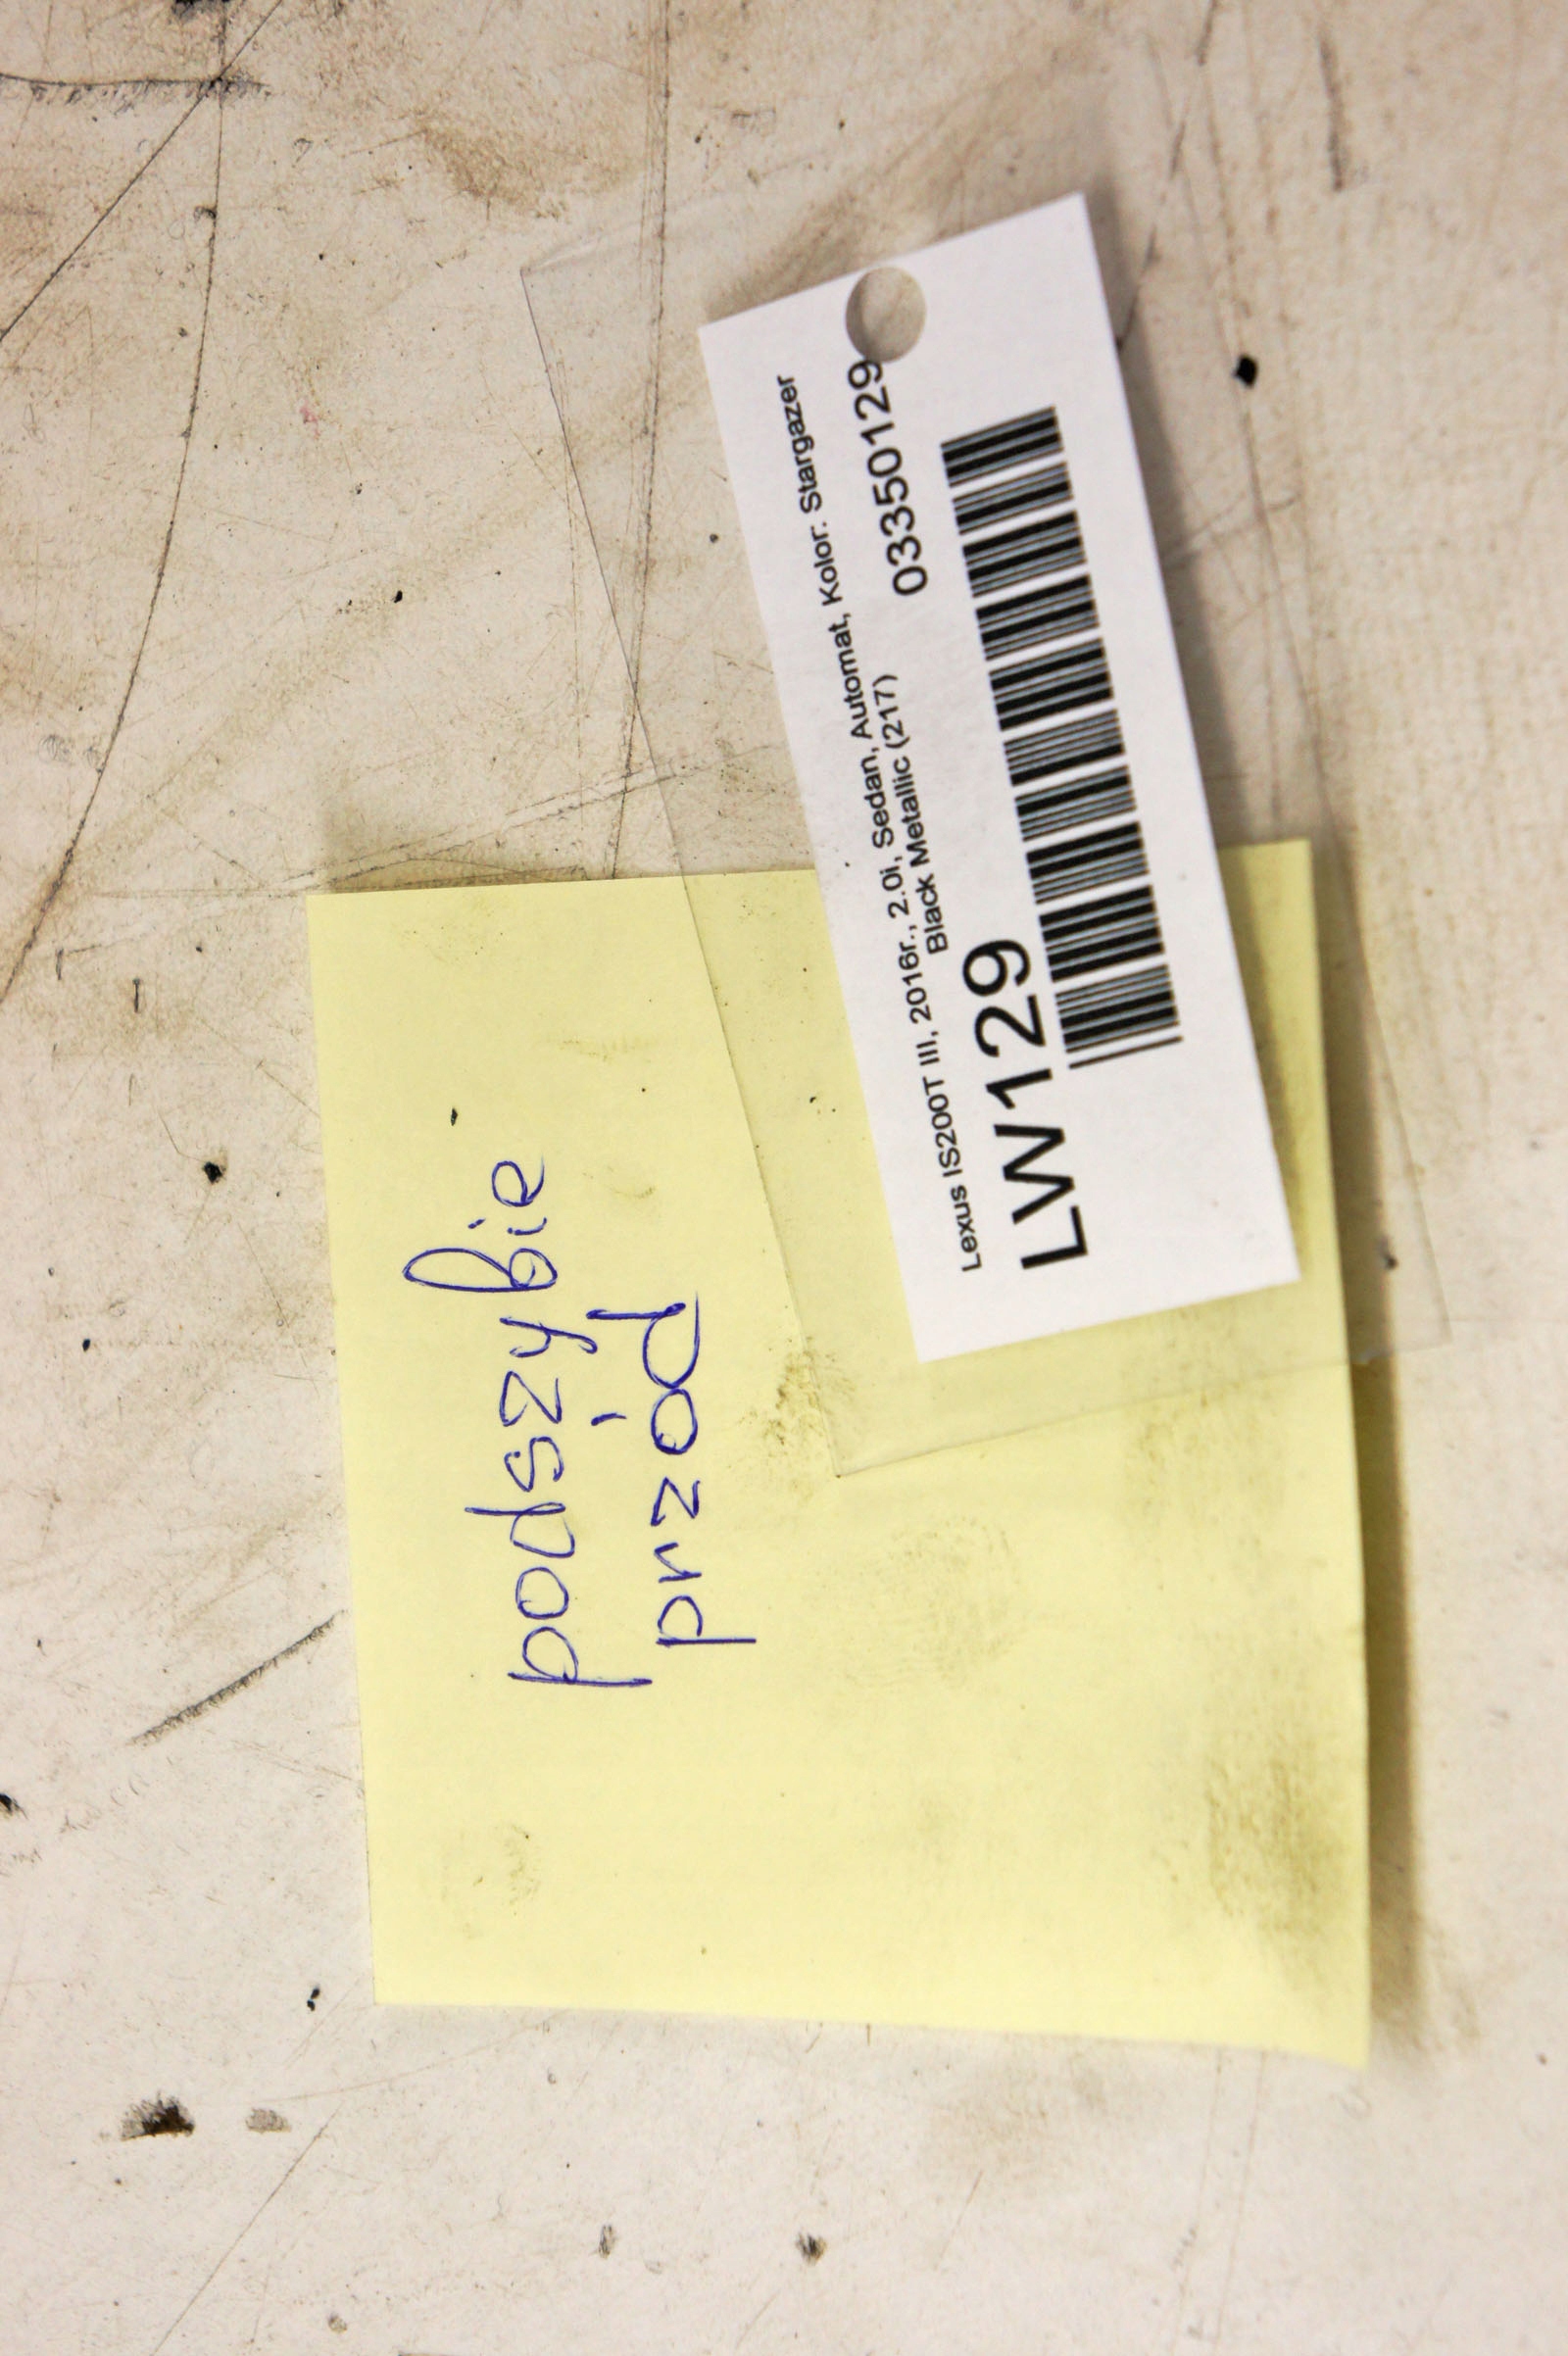 podszybie
przód
Lexus IS200T III, 2016r., 2.0i, Sedan, Automat, Kolor: Stargazer
Black Metallic (217)
LW129 03350129